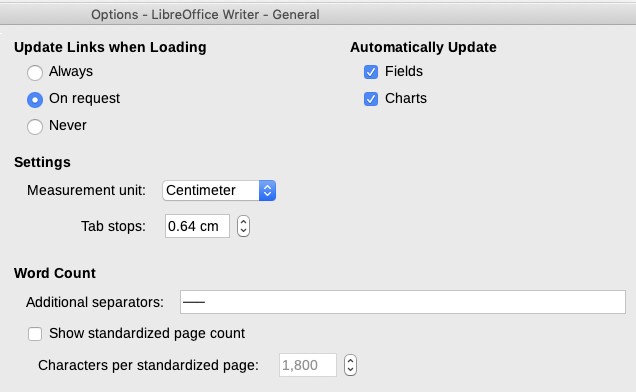 Options - LibreOffice Writer - General
Update Links when Loading
Automatically Update
Always
Fields
On request
Charts
Never
Settings
Measurement unit: Centimeter
Tab stops: 0.64 cm
Word Count
Additional separators: —–
Show standardized page count
Characters per standardized page: 1,800